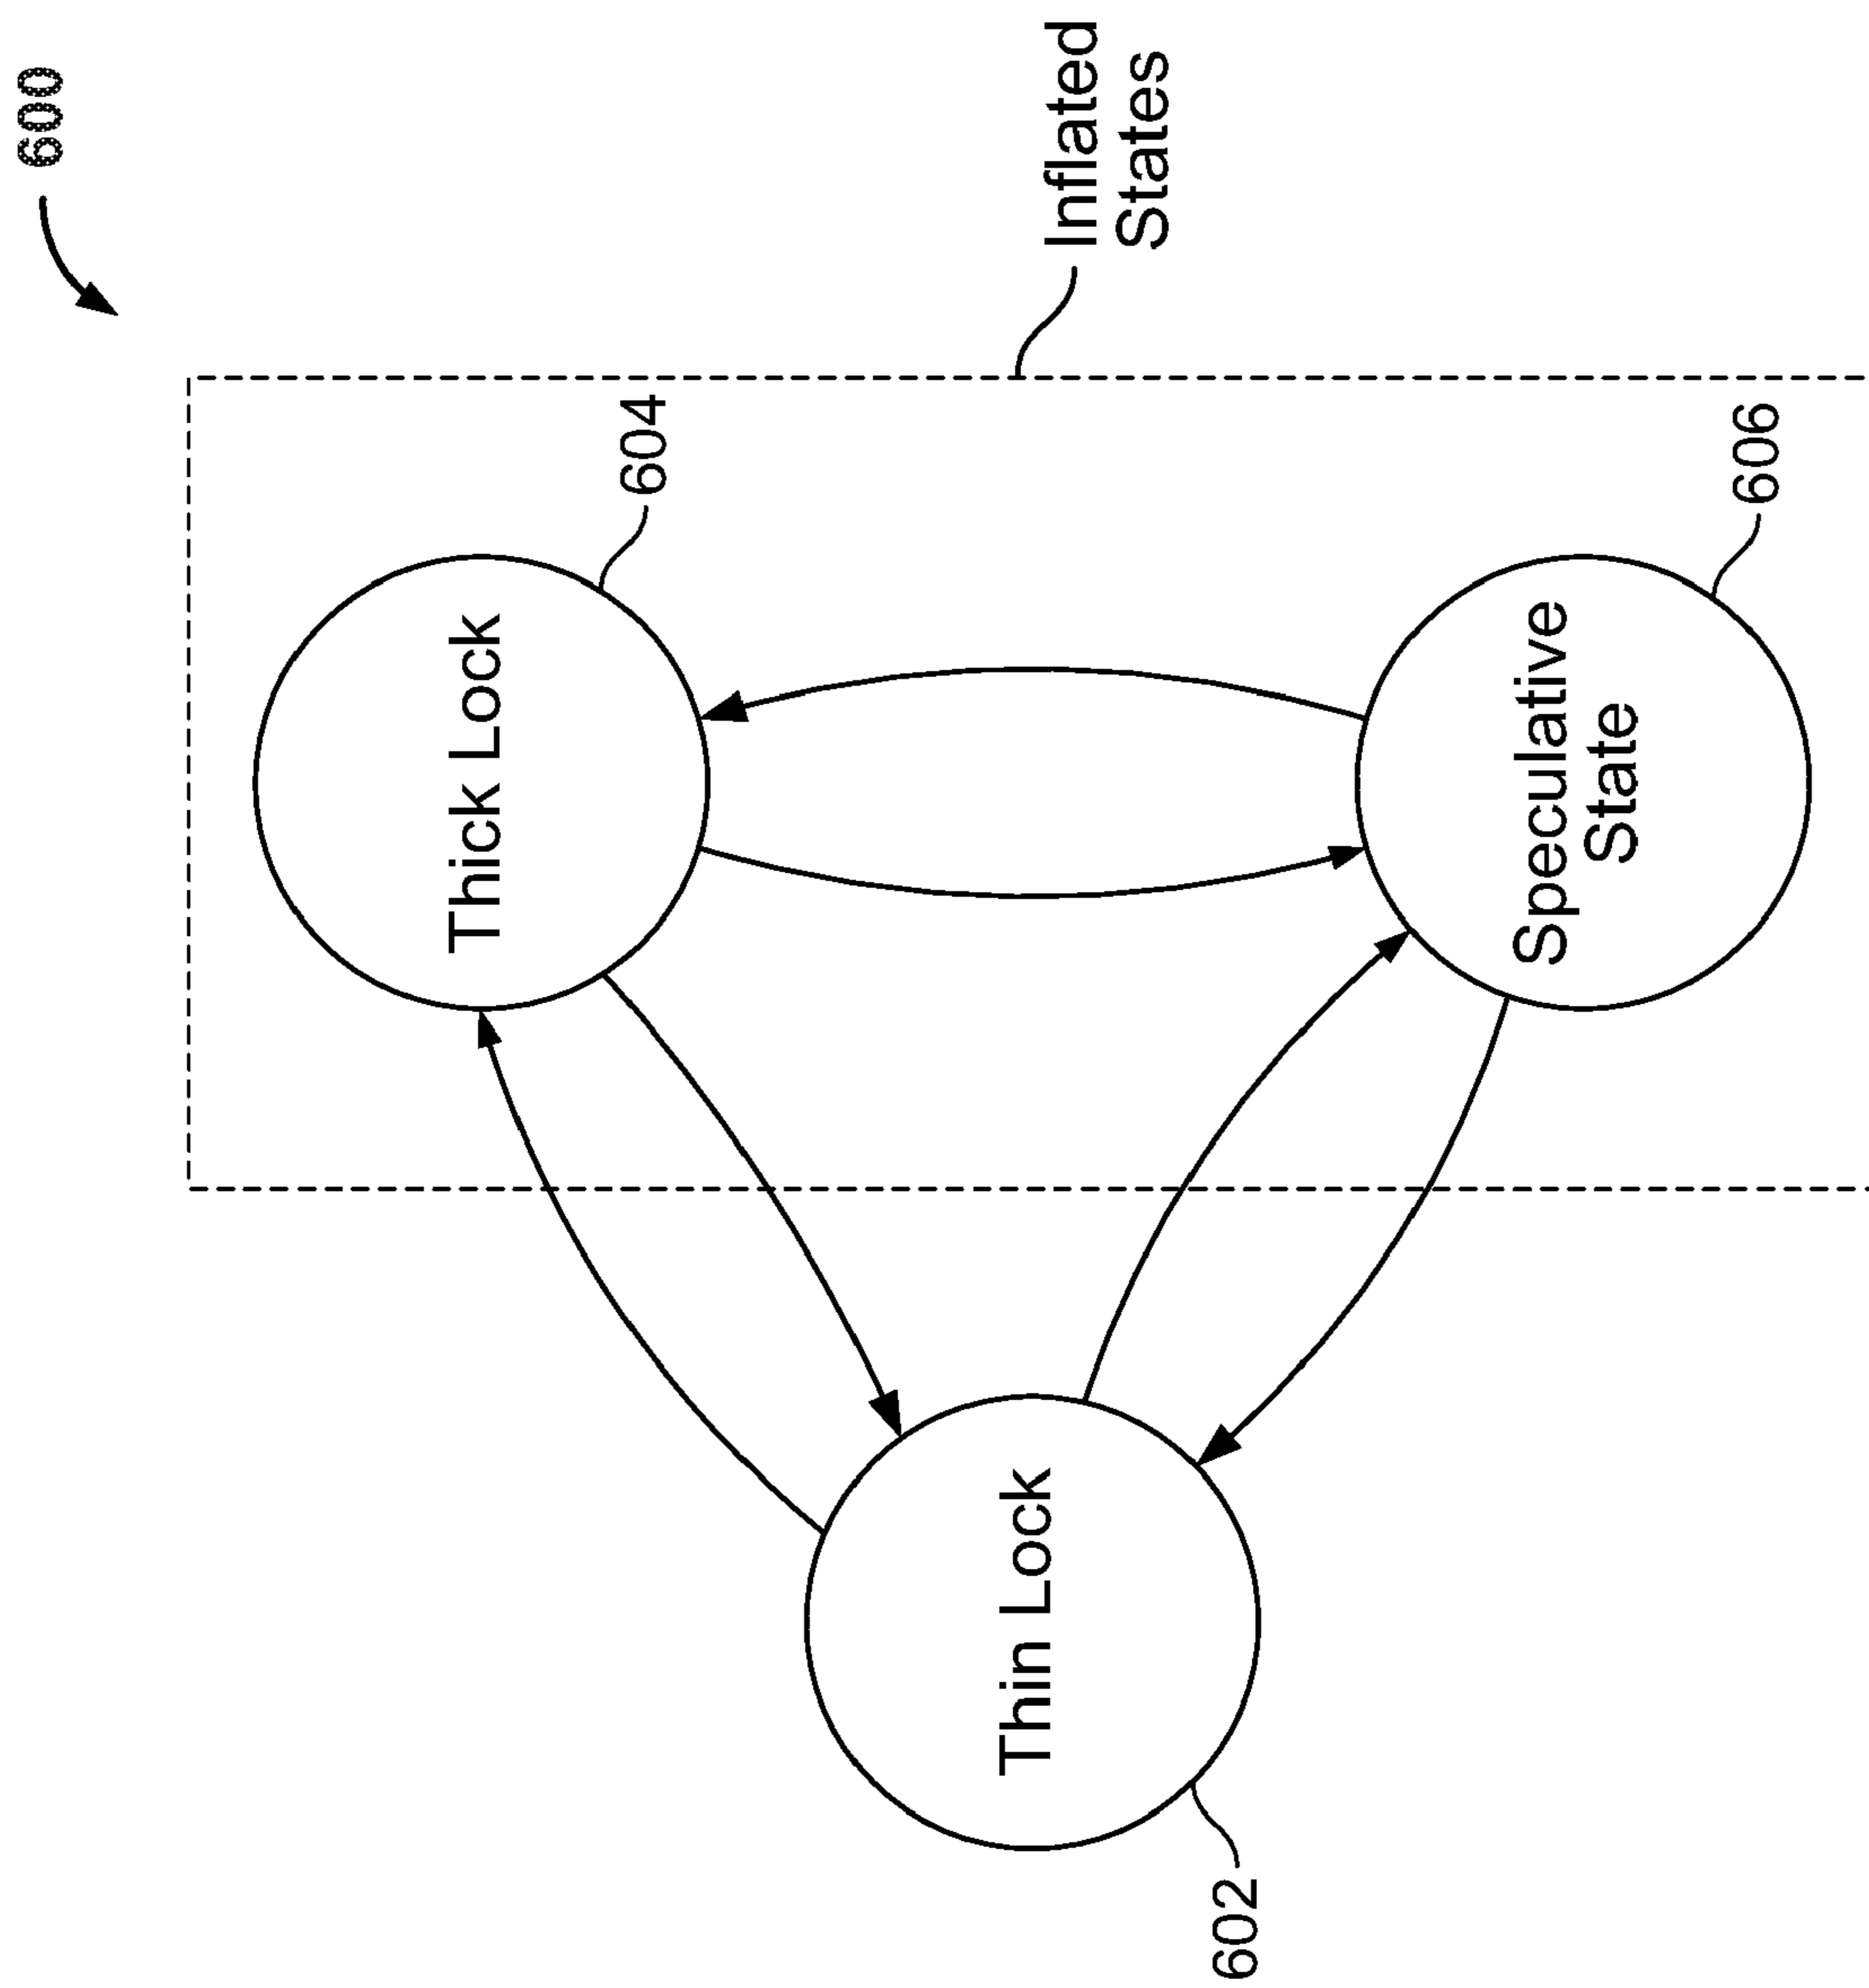 600
Thick Lock
604
Inflated
States
Thin Lock
602
Speculative
State
606